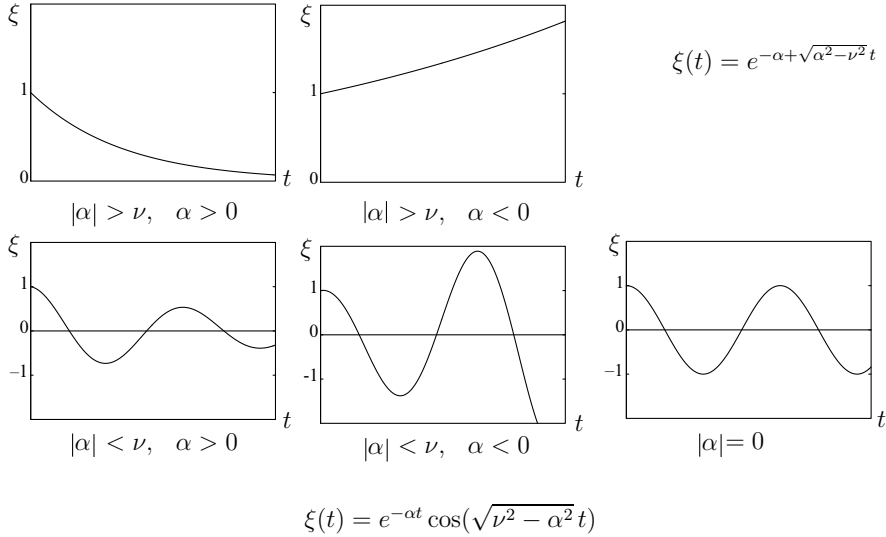 ξ ξ
ξ(t) = e^{-α+√(α²−ν²) t}
1 1
0 t 0 t
|α| > ν, α > 0 |α| > ν, α < 0
ξ ξ ξ
1 1 1
0 0 0
−1 -1 −1
t t t
|α| < ν, α > 0 |α| < ν, α < 0 |α| = 0
ξ(t) = e^{−αt} cos(√(ν² − α²) t)